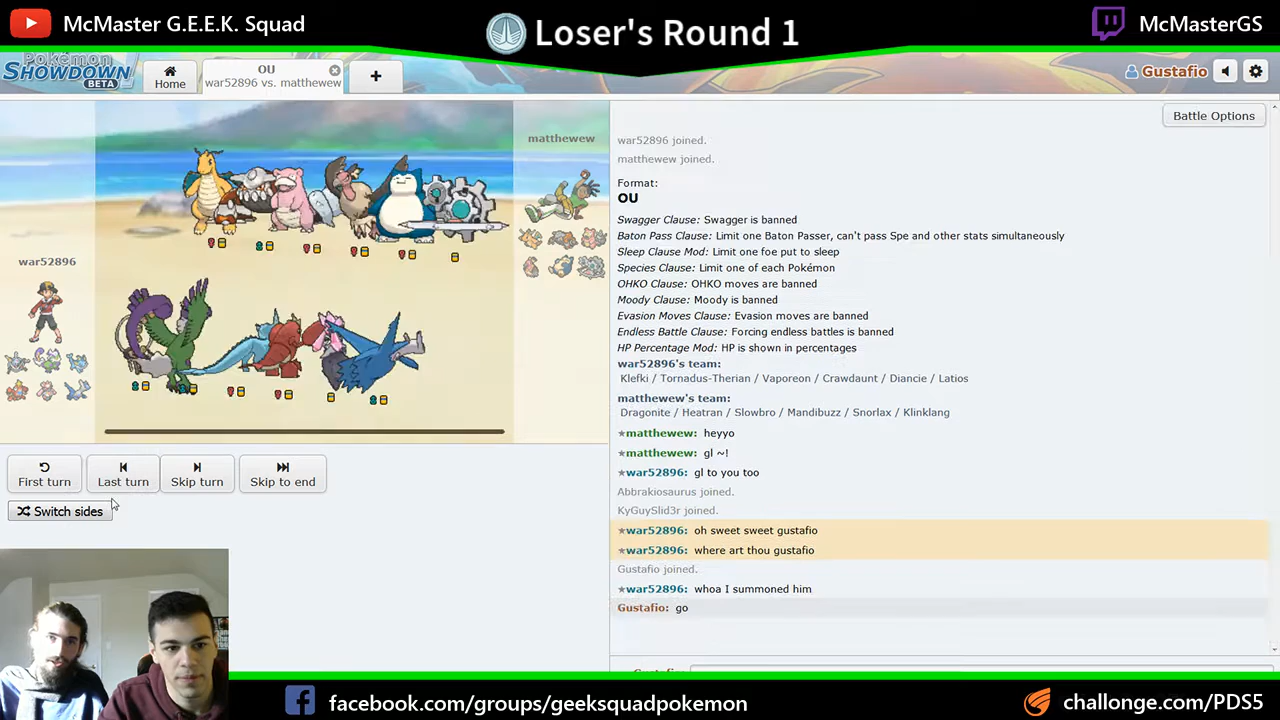 McMaster G.E.E.K. Squad
Loser's Round 1
McMasterGS
Pokémon
SHOWDOWN
BETA
Home
OU
war52896 vs. matthewew
Gustafio
Battle Options
war52896
matthewew
war52896 joined.
matthewew joined.
Format:
OU
Swagger Clause: Swagger is banned
Baton Pass Clause: Limit one Baton Passer, can't pass Spe and other stats simultaneously
Sleep Clause Mod: Limit one foe put to sleep
Species Clause: Limit one of each Pokémon
OHKO Clause: OHKO moves are banned
Moody Clause: Moody is banned
Evasion Moves Clause: Evasion moves are banned
Endless Battle Clause: Forcing endless battles is banned
HP Percentage Mod: HP is shown in percentages
war52896's team:
Klefki / Tornadus-Therian / Vaporeon / Crawdaunt / Diancie / Latios
matthewew's team:
Dragonite / Heatran / Slowbro / Mandibuzz / Snorlax / Klinklang
★matthewew: heyyo
★matthewew: gl ~!
★war52896: gl to you too
Abbrakiosaurus joined.
KyGuySlid3r joined.
★war52896: oh sweet sweet gustafio
★war52896: where art thou gustafio
Gustafio joined.
★war52896: whoa I summoned him
Gustafio: go
First turn
Last turn
Skip turn
Skip to end
Switch sides
facebook.com/groups/geeksquadpokemon
challonge.com/PDS5